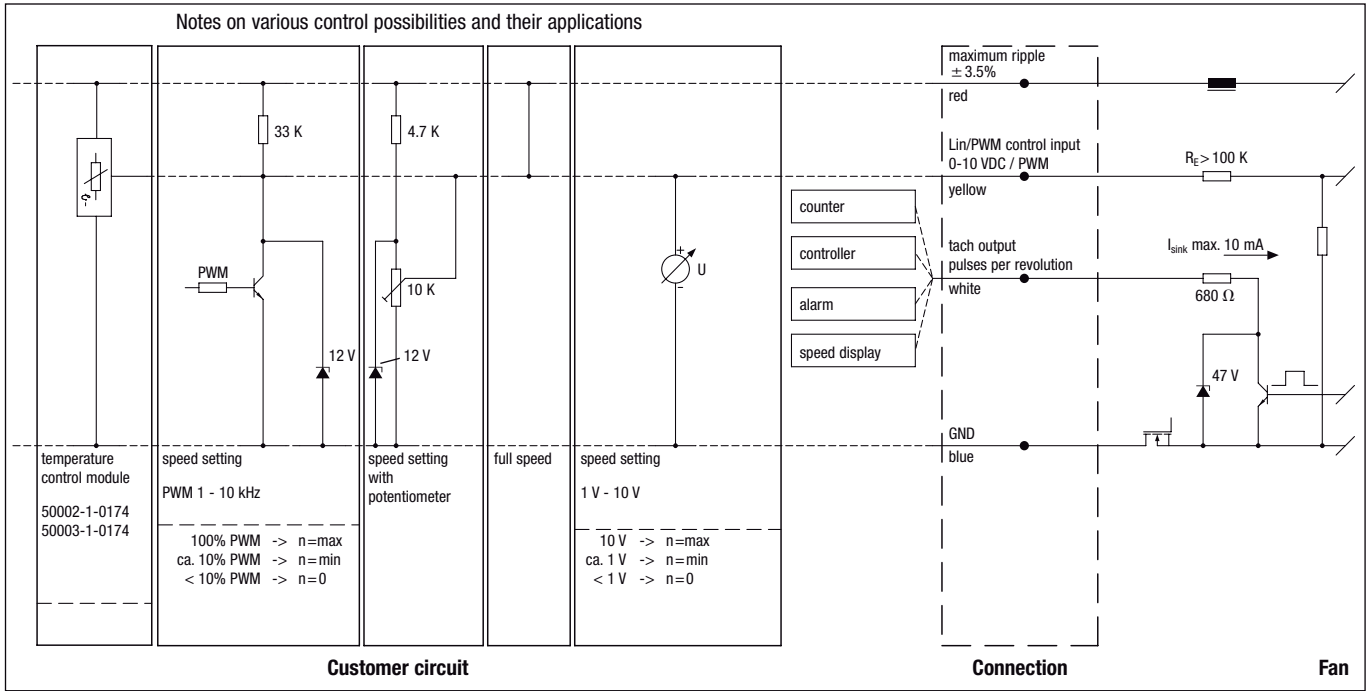 Notes on various control possibilities and their applications
33 K
PWM
12 V
4.7 K
10 K
12 V
+
U
-
temperature
control module
50002-1-0174
50003-1-0174
speed setting
PWM 1 - 10 kHz
100% PWM -> n=max
ca. 10% PWM -> n=min
< 10% PWM -> n=0
speed setting
with
potentiometer
full speed
speed setting
1 V - 10 V
10 V -> n=max
ca. 1 V -> n=min
< 1 V -> n=0
counter
controller
alarm
speed display
maximum ripple
± 3.5%
red
Lin/PWM control input
0-10 VDC / PWM
yellow
tach output
pulses per revolution
white
GND
blue
RE> 100 K
Isink max. 10 mA
680 Ω
47 V
Customer circuit
Connection
Fan